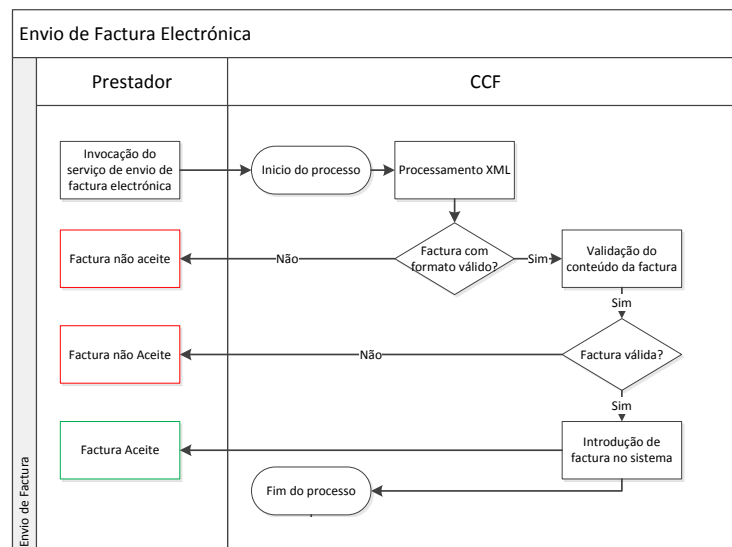 Envio de Factura Electrónica
Prestador
CCF
Invocação do
serviço de envio de
factura electrónica
Inicio do processo
Processamento XML
Factura não aceite
Não
Factura com
formato válido?
Sim
Validação do
conteúdo da factura
Sim
Factura não Aceite
Não
Factura válida?
Sim
Factura Aceite
Introdução de
factura no sistema
Fim do processo
Envio de Factura